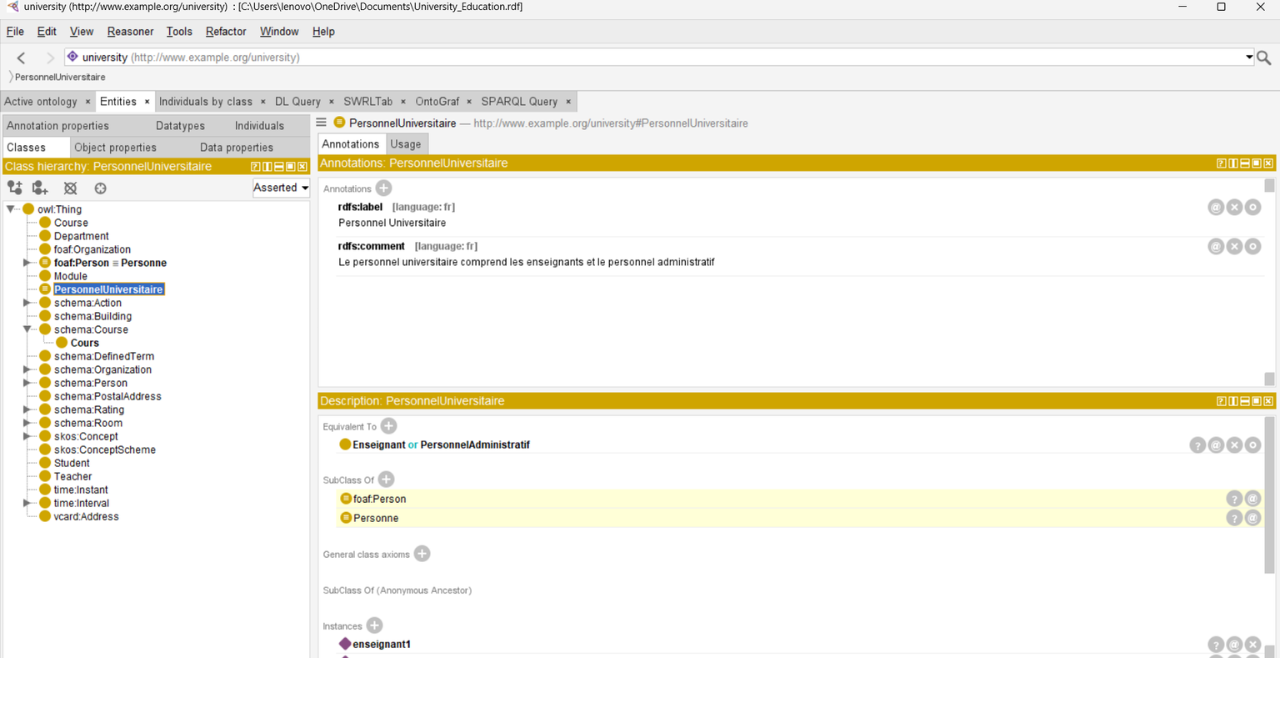 university (http://www.example.org/university) : [C:\Users\lenovo\OneDrive\Documents\University_Education.rdf]
File Edit View Reasoner Tools Refactor Window Help
university (http://www.example.org/university)
PersonnelUniversitaire
Active ontology × Entities × Individuals by class × DL Query × SWRLTab × OntoGraf × SPARQL Query ×
Annotation properties Datatypes Individuals
Classes Object properties Data properties
Class hierarchy: PersonnelUniversitaire
Asserted
owl:Thing
Course
Department
foaf:Organization
foaf:Person ≡ Personne
Module
PersonnelUniversitaire
schema:Action
schema:Building
schema:Course
Cours
schema:DefinedTerm
schema:Organization
schema:Person
schema:PostalAddress
schema:Rating
schema:Room
skos:Concept
skos:ConceptScheme
Student
Teacher
time:Instant
time:Interval
vcard:Address
PersonnelUniversitaire — http://www.example.org/university#PersonnelUniversitaire
Annotations Usage
Annotations: PersonnelUniversitaire
Annotations
rdfs:label [language: fr]
Personnel Universitaire
rdfs:comment [language: fr]
Le personnel universitaire comprend les enseignants et le personnel administratif
Description: PersonnelUniversitaire
Equivalent To
Enseignant or PersonnelAdministratif
SubClass Of
foaf:Person
Personne
General class axioms
SubClass Of (Anonymous Ancestor)
Instances
enseignant1